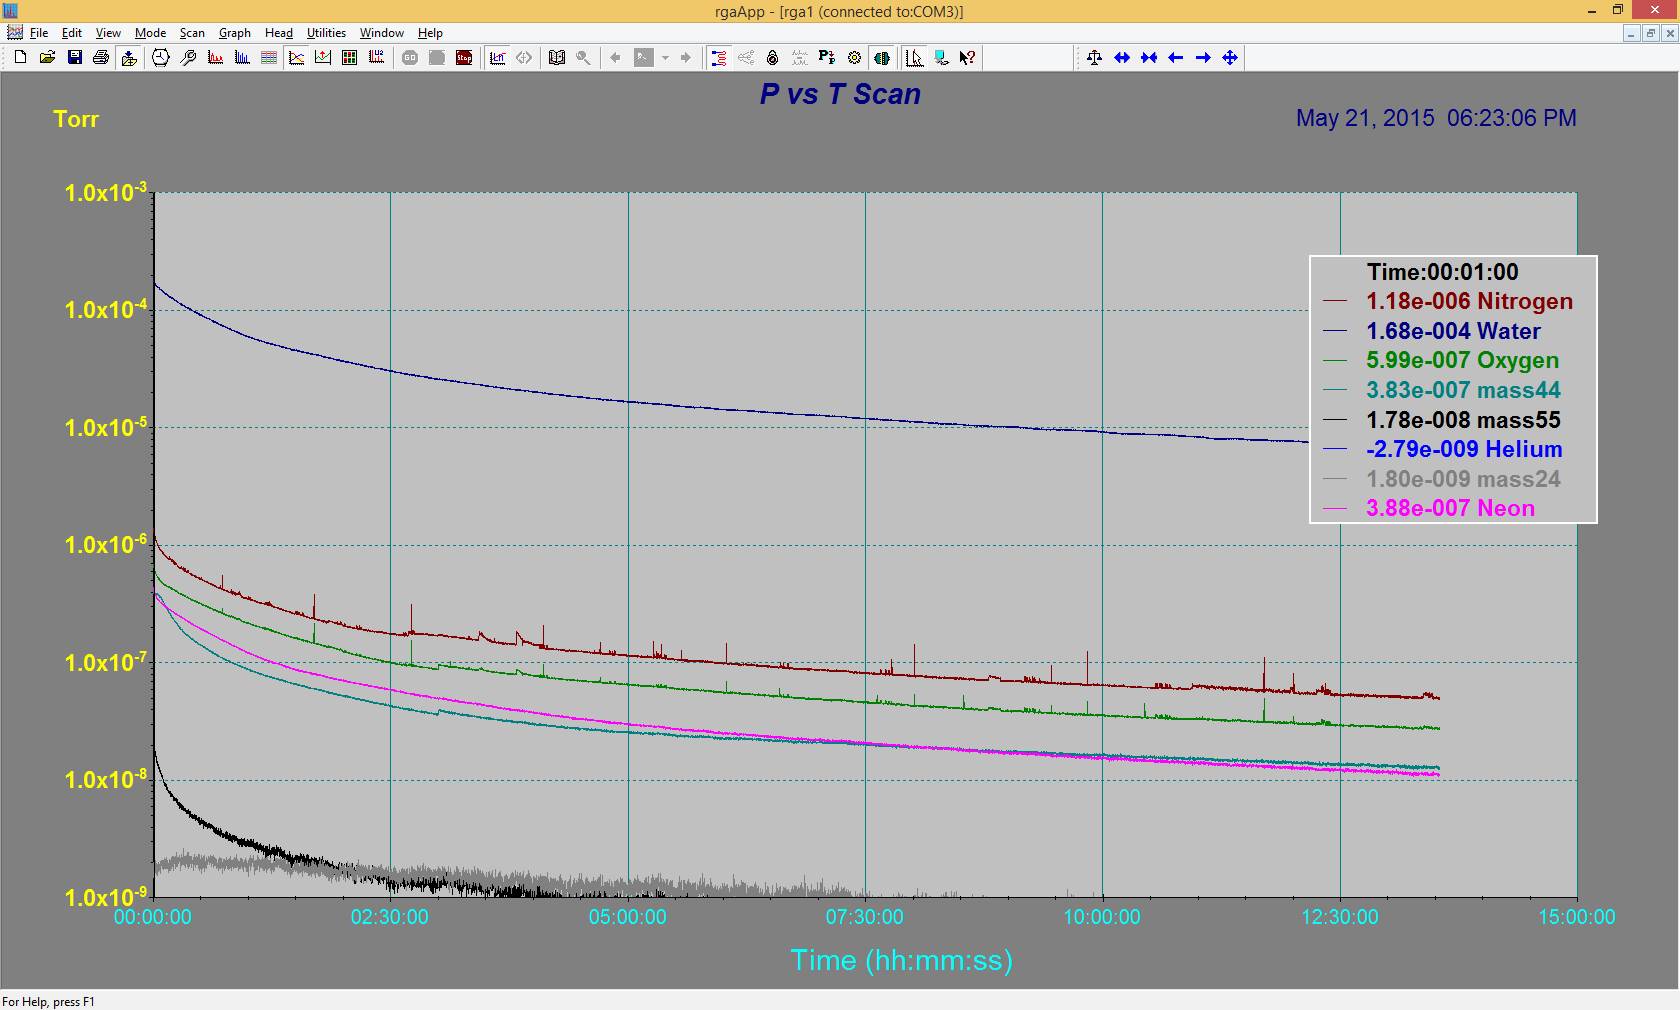 rgaApp - [rga1 (connected to:COM3)]
File Edit View Mode Scan Graph Head Utilities Window Help
P vs T Scan
Torr
May 21, 2015 06:23:06 PM
1.0x10-3
1.0x10-4
1.0x10-5
1.0x10-6
1.0x10-7
1.0x10-8
1.0x10-9
Time:00:01:00
1.18e-006 Nitrogen
1.68e-004 Water
5.99e-007 Oxygen
3.83e-007 mass44
1.78e-008 mass55
-2.79e-009 Helium
1.80e-009 mass24
3.88e-007 Neon
00:00:00 02:30:00 05:00:00 07:30:00 10:00:00 12:30:00 15:00:00
Time (hh:mm:ss)
For Help, press F1